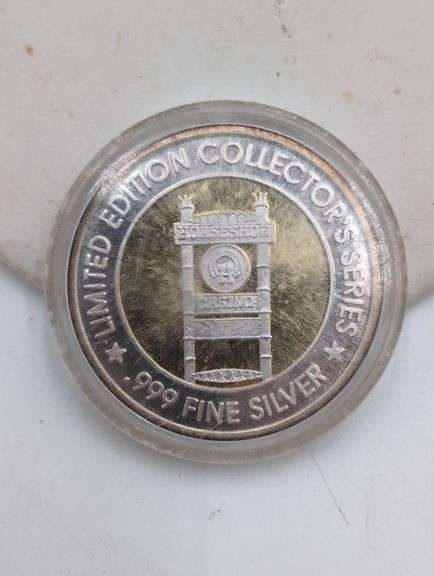 LIMITED EDITION COLLECTOR'S SERIES
HORSESHOE
CASINO
★ .999 FINE SILVER ★